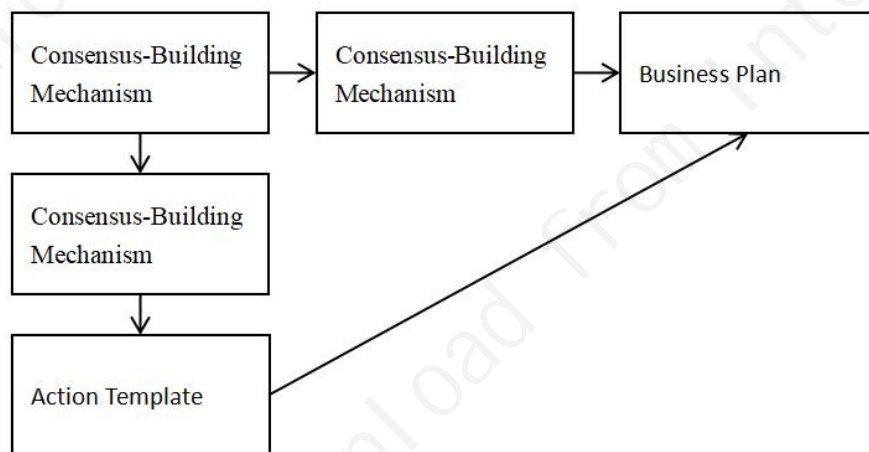 Consensus-Building
Mechanism
Consensus-Building
Mechanism
Business Plan
Consensus-Building
Mechanism
Action Template